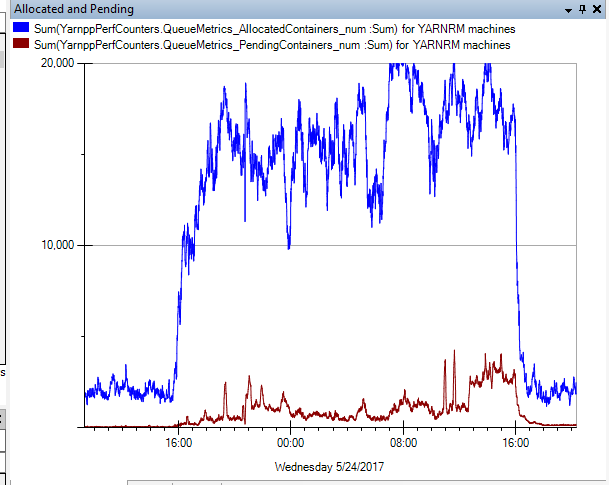 Allocated and Pending
Sum(YarnppPerfCounters.QueueMetrics_AllocatedContainers_num :Sum) for YARNRM machines
Sum(YarnppPerfCounters.QueueMetrics_PendingContainers_num :Sum) for YARNRM machines
20,000
10,000
s
16:00 00:00 08:00 16:00
Wednesday 5/24/2017